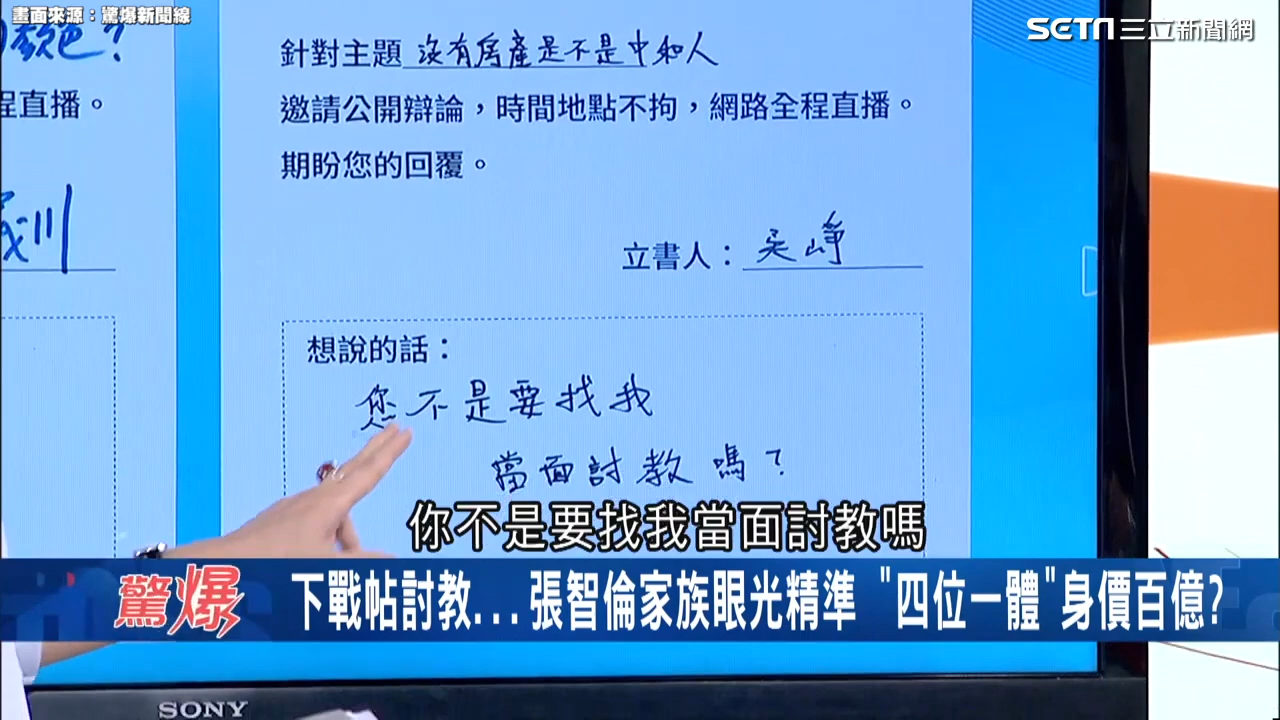 畫面來源：驚爆新聞線
SETN三立新聞網
色？
程直播。
川
針對主題 沒有房產是不是中和人
邀請公開辯論，時間地點不拘，網路全程直播。
期盼您的回覆。
立書人：吳崢
想說的話：
您不是要找我
當面討教嗎？
你不是要找我當面討教嗎
驚爆
下戰帖討教...張智倫家族眼光精準 "四位一體"身價百億?
SONY